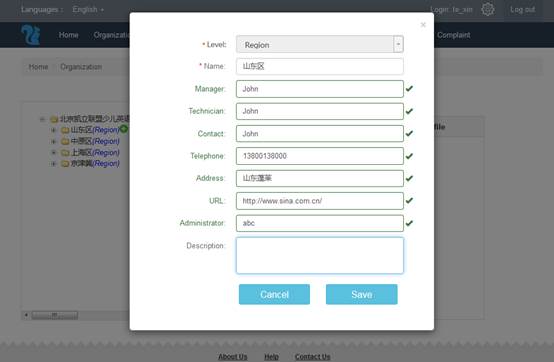 Languages : English
Login: te_xin
Log out
Home
Complaint
Home Organization
北京凯立联盟少儿英语
山东区(Region)
中原区(Region)
上海区(Region)
京津冀(Region)
×
* Level: Region
* Name: 山东区
Manager: John
Technician: John
Contact: John
Telephone: 13800138000
Address: 山东蓬莱
URL: http://www.sina.com.cn/
Administrator: abc
Description:
Cancel Save
About Us Help Contact Us